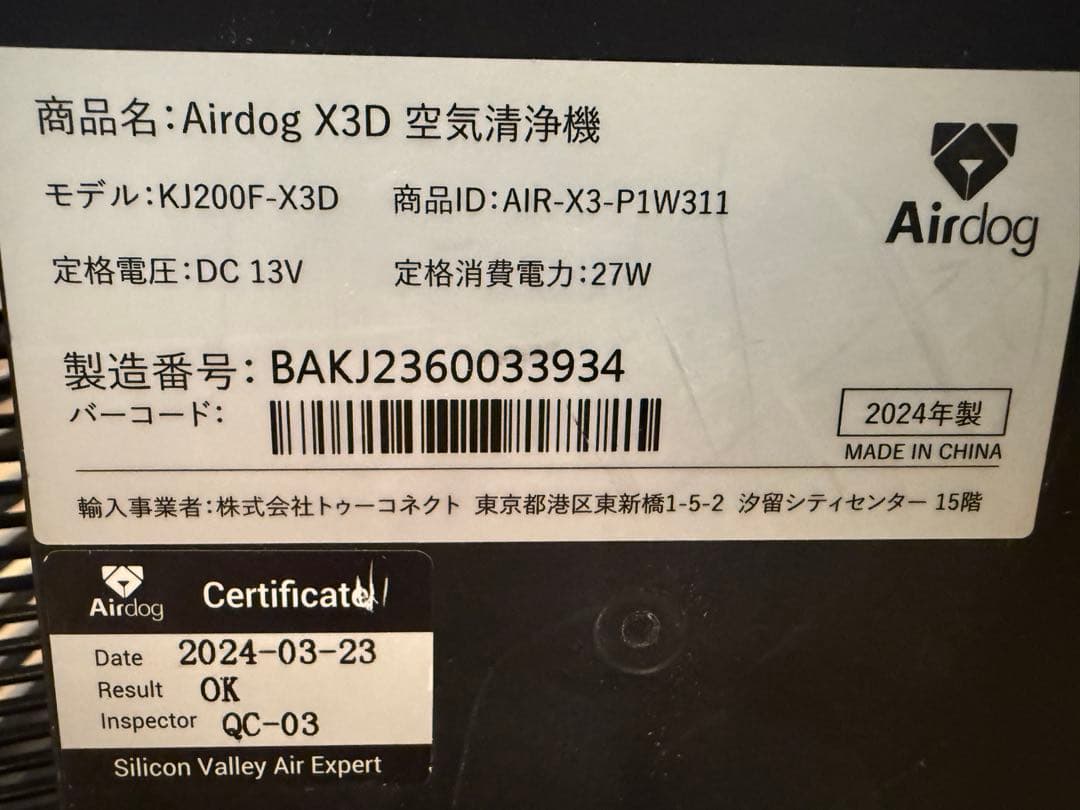 商品名:Airdog X3D 空気清浄機
モデル:KJ200F-X3D 商品ID:AIR-X3-P1W311
Airdog
定格電圧:DC 13V 定格消費電力:27W
製造番号:BAKJ2360033934
バーコード:
2024年製
MADE IN CHINA
輸入事業者:株式会社トゥーコネクト 東京都港区東新橋1-5-2 汐留シティセンター 15階
Airdog Certificate
Date 2024-03-23
Result OK
Inspector QC-03
Silicon Valley Air Expert